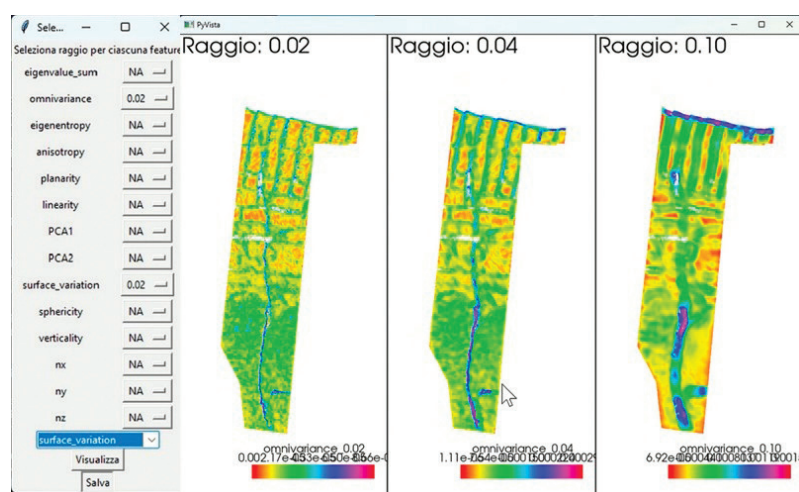 Sele...
Seleziona raggio per ciascuna feature
eigenvalue_sum NA
omnivariance 0.02
eigenentropy NA
anisotropy NA
planarity NA
linearity NA
PCA1 NA
PCA2 NA
surface_variation 0.02
sphericity NA
verticality NA
nx NA
ny NA
nz NA
surface_variation
Visualizza
Salva
PyVista
Raggio: 0.02
Raggio: 0.04
Raggio: 0.10
omnivariance_0.02
omnivariance_0.04
omnivariance_0.10